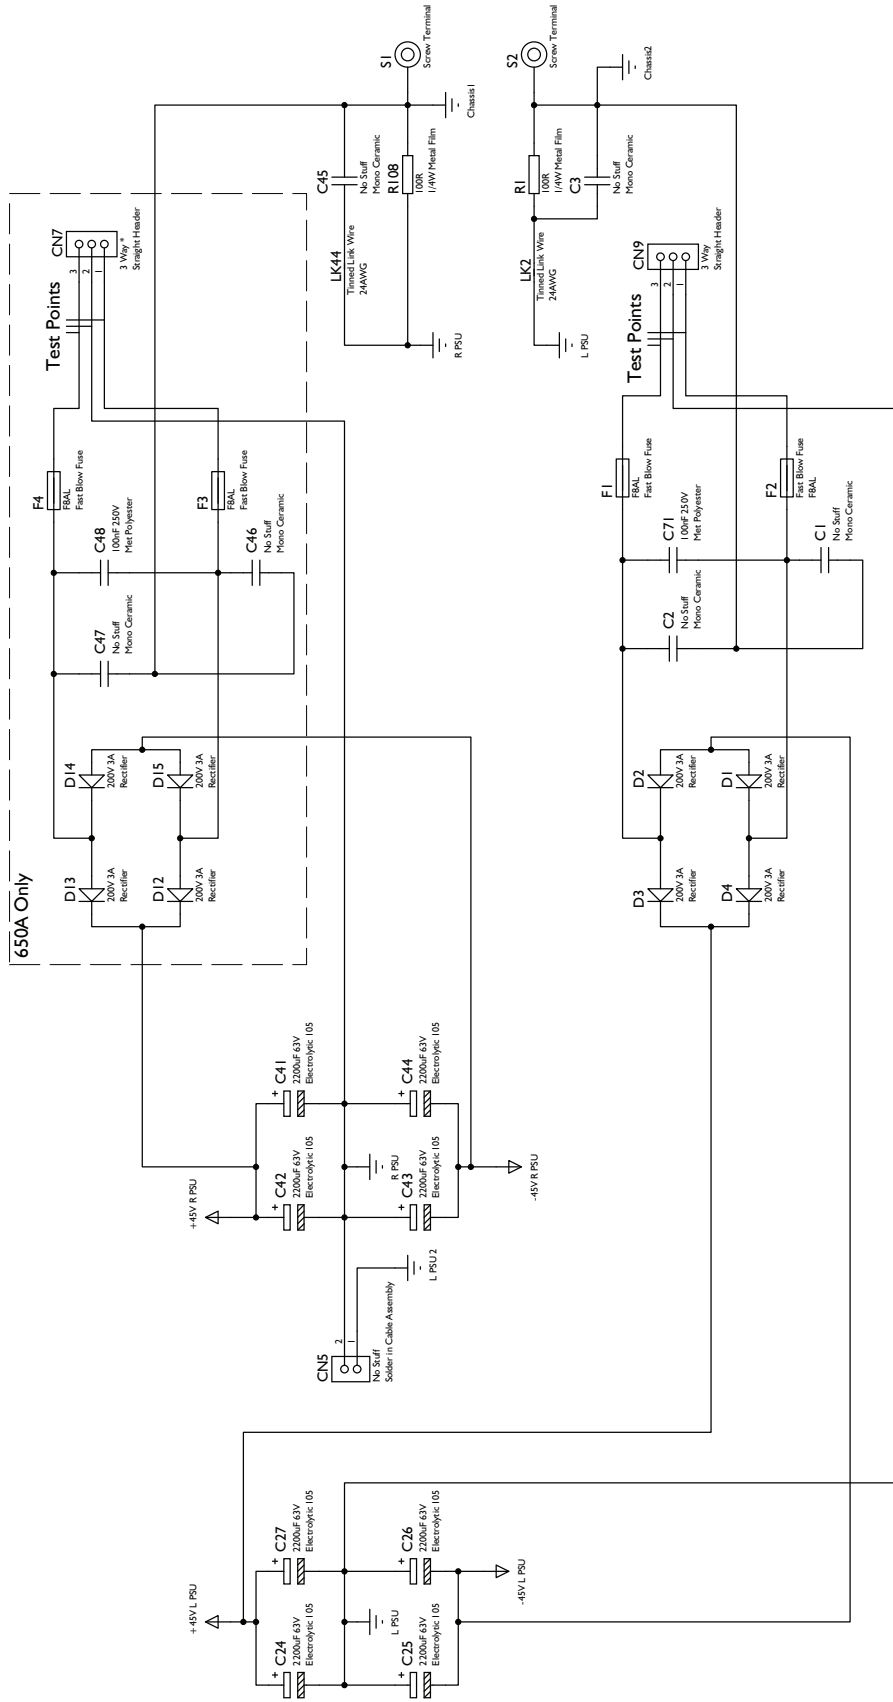 650A Only
D13
200V 3A
Rectifier
D14
200V 3A
Rectifier
D12
200V 3A
Rectifier
D15
200V 3A
Rectifier
C47
No Stuff
Mono Ceramic
C48
100nF 250V
Met Polyester
C46
No Stuff
Mono Ceramic
F4
F8AL
Fast Blow Fuse
F3
F8AL
Fast Blow Fuse
Test Points
3
2
1
CN7
3 Way *
Straight Header
+45V L PSU
C24
2200uF 63V
Electrolytic 105
C27
2200uF 63V
Electrolytic 105
L PSU
C25
2200uF 63V
Electrolytic 105
C26
2200uF 63V
Electrolytic 105
-45V L PSU
CN5
No Stuff
Solder in Cable Assembly
2
1
L PSU 2
+45V R PSU
C42
2200uF 63V
Electrolytic 105
C41
2200uF 63V
Electrolytic 105
R PSU
C43
2200uF 63V
Electrolytic 105
C44
2200uF 63V
Electrolytic 105
-45V R PSU
LK44
Tinned Link Wire
24AWG
C45
No Stuff
Mono Ceramic
R108
100R
1/4W Metal Film
R PSU
S1
Screw Terminal
Chassis1
LK2
Tinned Link Wire
24AWG
L PSU
R1
100R
1/4W Metal Film
C3
No Stuff
Mono Ceramic
S2
Screw Terminal
Chassis2
D3
200V 3A
Rectifier
D2
200V 3A
Rectifier
D4
200V 3A
Rectifier
D1
200V 3A
Rectifier
C2
No Stuff
Mono Ceramic
C71
100nF 250V
Met Polyester
C1
No Stuff
Mono Ceramic
F1
F8AL
Fast Blow Fuse
F2
Fast Blow Fuse
F8AL
Test Points
3
2
1
CN9
3 Way
Straight Header